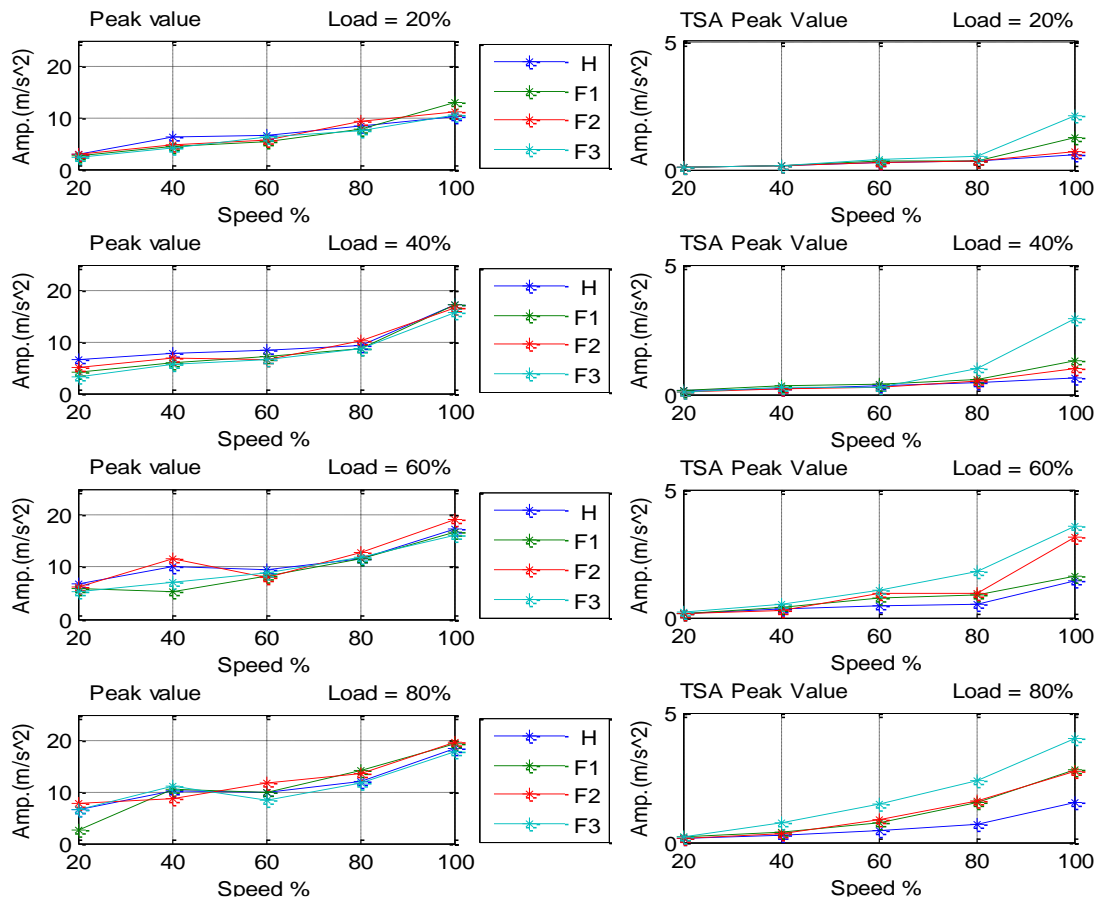 Peak value Load = 20%
Amp.(m/s^2)
20
10
0
20 40 60 80 100
Speed %
H
F1
F2
F3
TSA Peak Value Load = 20%
Amp.(m/s^2)
5
0
20 40 60 80 100
Speed %
Peak value Load = 40%
Amp.(m/s^2)
20
10
0
20 40 60 80 100
Speed %
H
F1
F2
F3
TSA Peak Value Load = 40%
Amp.(m/s^2)
5
0
20 40 60 80 100
Speed %
Peak value Load = 60%
Amp.(m/s^2)
20
10
0
20 40 60 80 100
Speed %
H
F1
F2
F3
TSA Peak Value Load = 60%
Amp.(m/s^2)
5
0
20 40 60 80 100
Speed %
Peak value Load = 80%
Amp.(m/s^2)
20
10
0
20 40 60 80 100
Speed %
H
F1
F2
F3
TSA Peak Value Load = 80%
Amp.(m/s^2)
5
0
20 40 60 80 100
Speed %